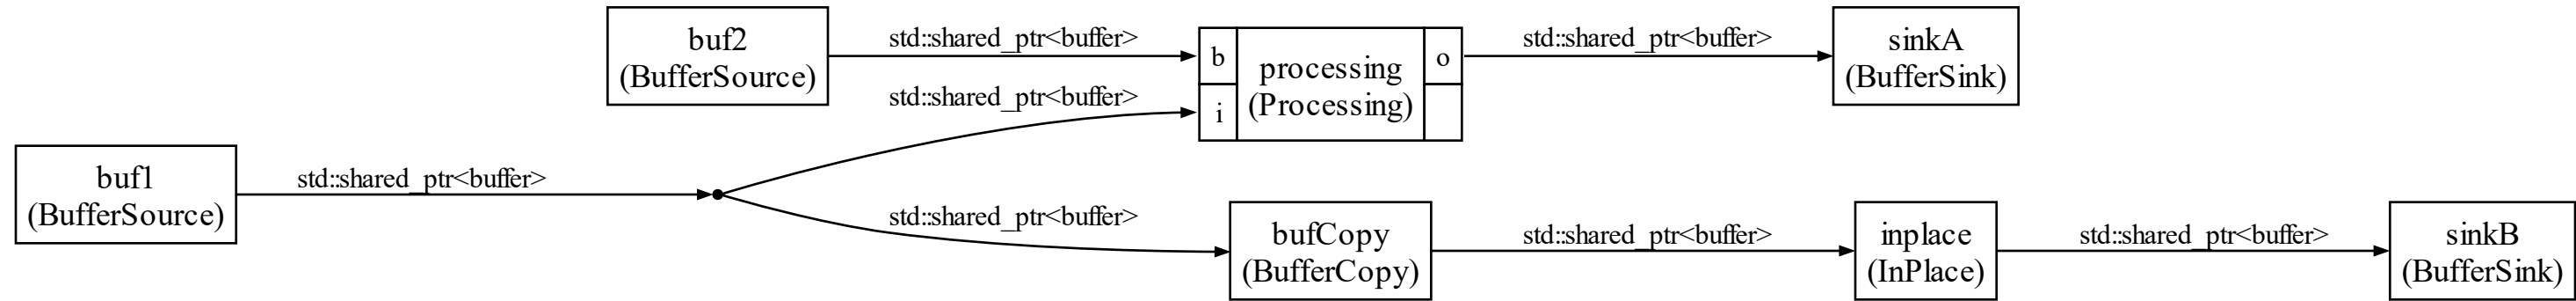 buf2
(BufferSource)
std::shared_ptr<buffer>
b
processing
(Processing)
o
std::shared_ptr<buffer>
sinkA
(BufferSink)
std::shared_ptr<buffer>
i
buf1
(BufferSource)
std::shared_ptr<buffer>
std::shared_ptr<buffer>
bufCopy
(BufferCopy)
std::shared_ptr<buffer>
inplace
(InPlace)
std::shared_ptr<buffer>
sinkB
(BufferSink)